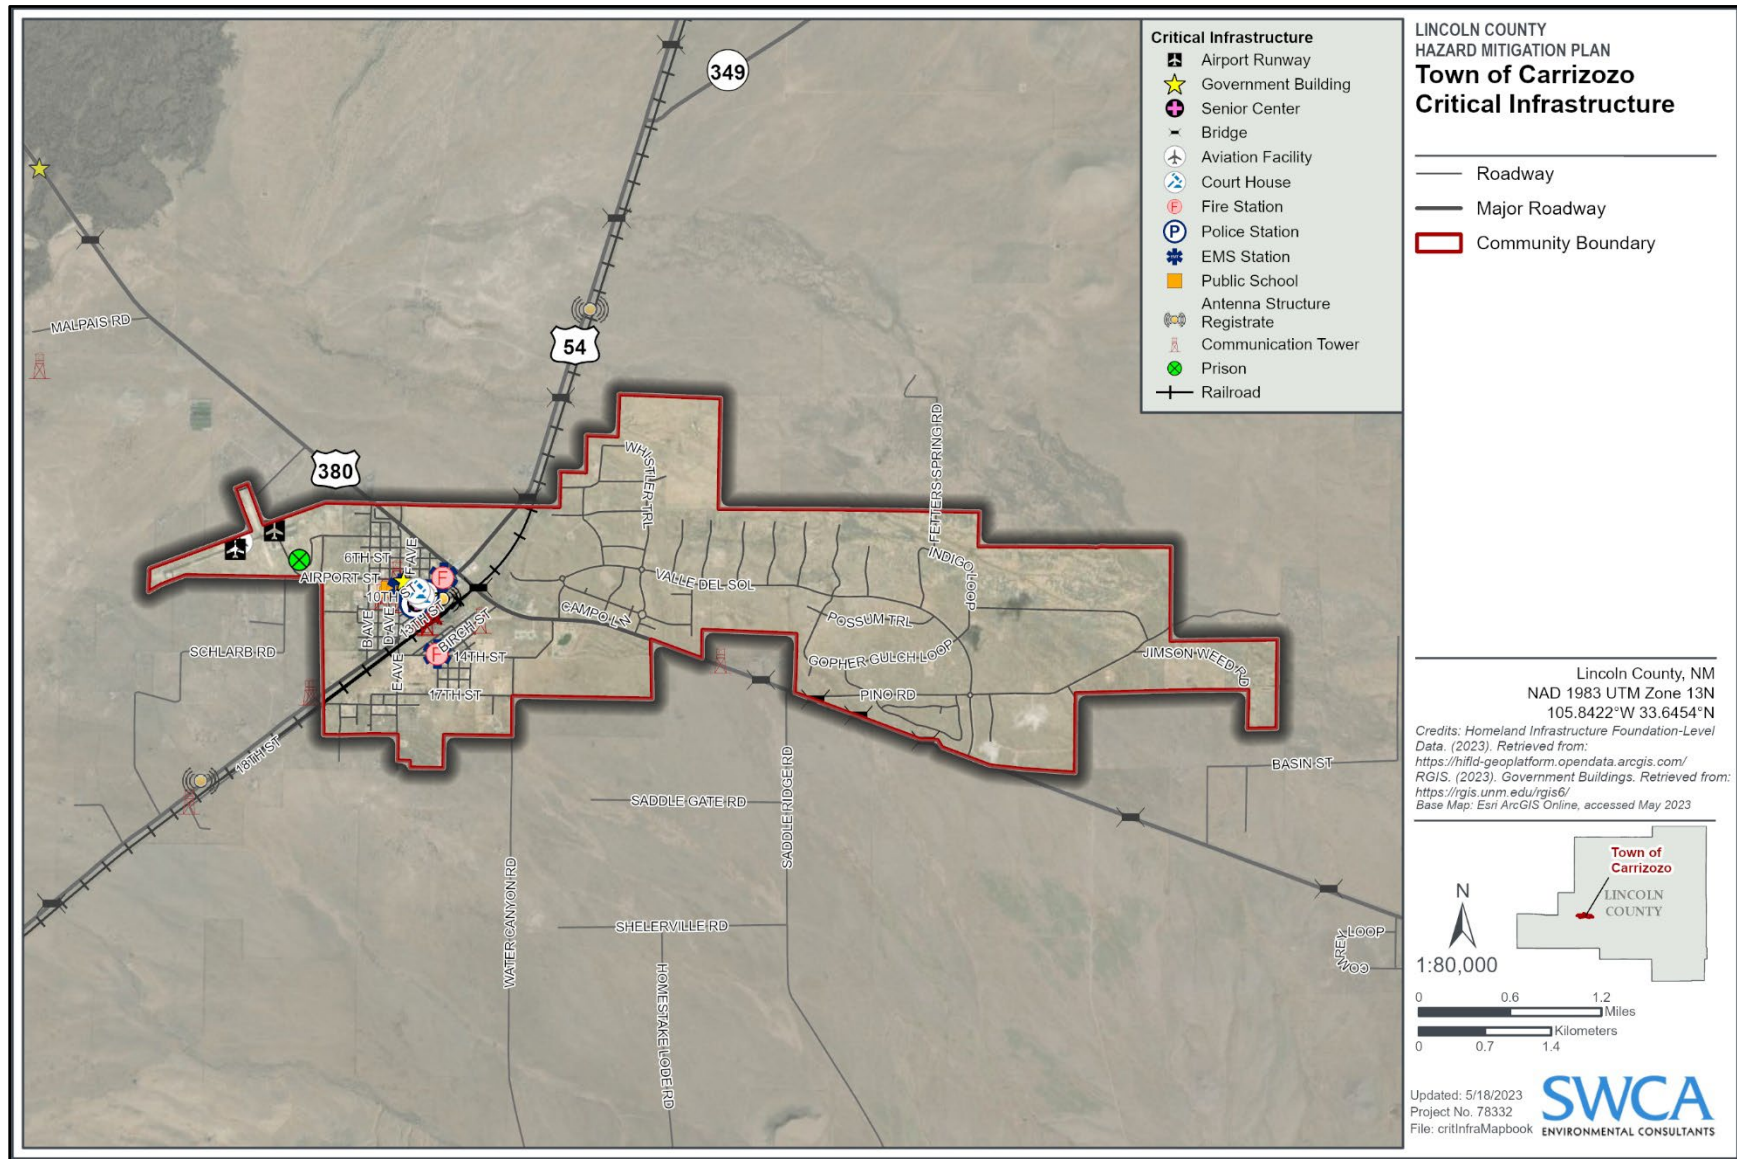 349
54
380
MALPAIS RD
WHISTLER TRL
FETTERS SPRING RD
INDIGO LOOP
6TH ST
F AVE
AIRPORT ST
10TH ST
13TH ST
B AVE
D AVE
E AVE
BIRCH ST
14TH ST
17TH ST
18TH ST
SCHLARB RD
VALLE DEL SOL
CAMPO LN
POSSUM TRL
GOPHER GULCH LOOP
PINO RD
JIMSON WEED RD
BASIN ST
SADDLE GATE RD
SADDLE RIDGE RD
WATER CANYON RD
SHELERVILLE RD
HOMESTAKE LODE RD
COMREY LOOP
F
F
Critical Infrastructure
Airport Runway
Government Building
Senior Center
Bridge
Aviation Facility
Court House
F
Fire Station
P
Police Station
EMS Station
Public School
Antenna Structure
Registrate
Communication Tower
Prison
Railroad
LINCOLN COUNTY
HAZARD MITIGATION PLAN
Town of Carrizozo
Critical Infrastructure
Roadway
Major Roadway
Community Boundary
Lincoln County, NM
NAD 1983 UTM Zone 13N
105.8422°W 33.6454°N
Credits: Homeland Infrastructure Foundation-Level
Data. (2023). Retrieved from:
https://hifld-geoplatform.opendata.arcgis.com/
RGIS. (2023). Government Buildings. Retrieved from:
https://rgis.unm.edu/rgis6/
Base Map: Esri ArcGIS Online, accessed May 2023
Town of
Carrizozo
LINCOLN
COUNTY
N
1:80,000
0 0.6 1.2
Miles
Kilometers
0 0.7 1.4
Updated: 5/18/2023
Project No. 78332
File: critInfraMapbook
SWCA
ENVIRONMENTAL CONSULTANTS